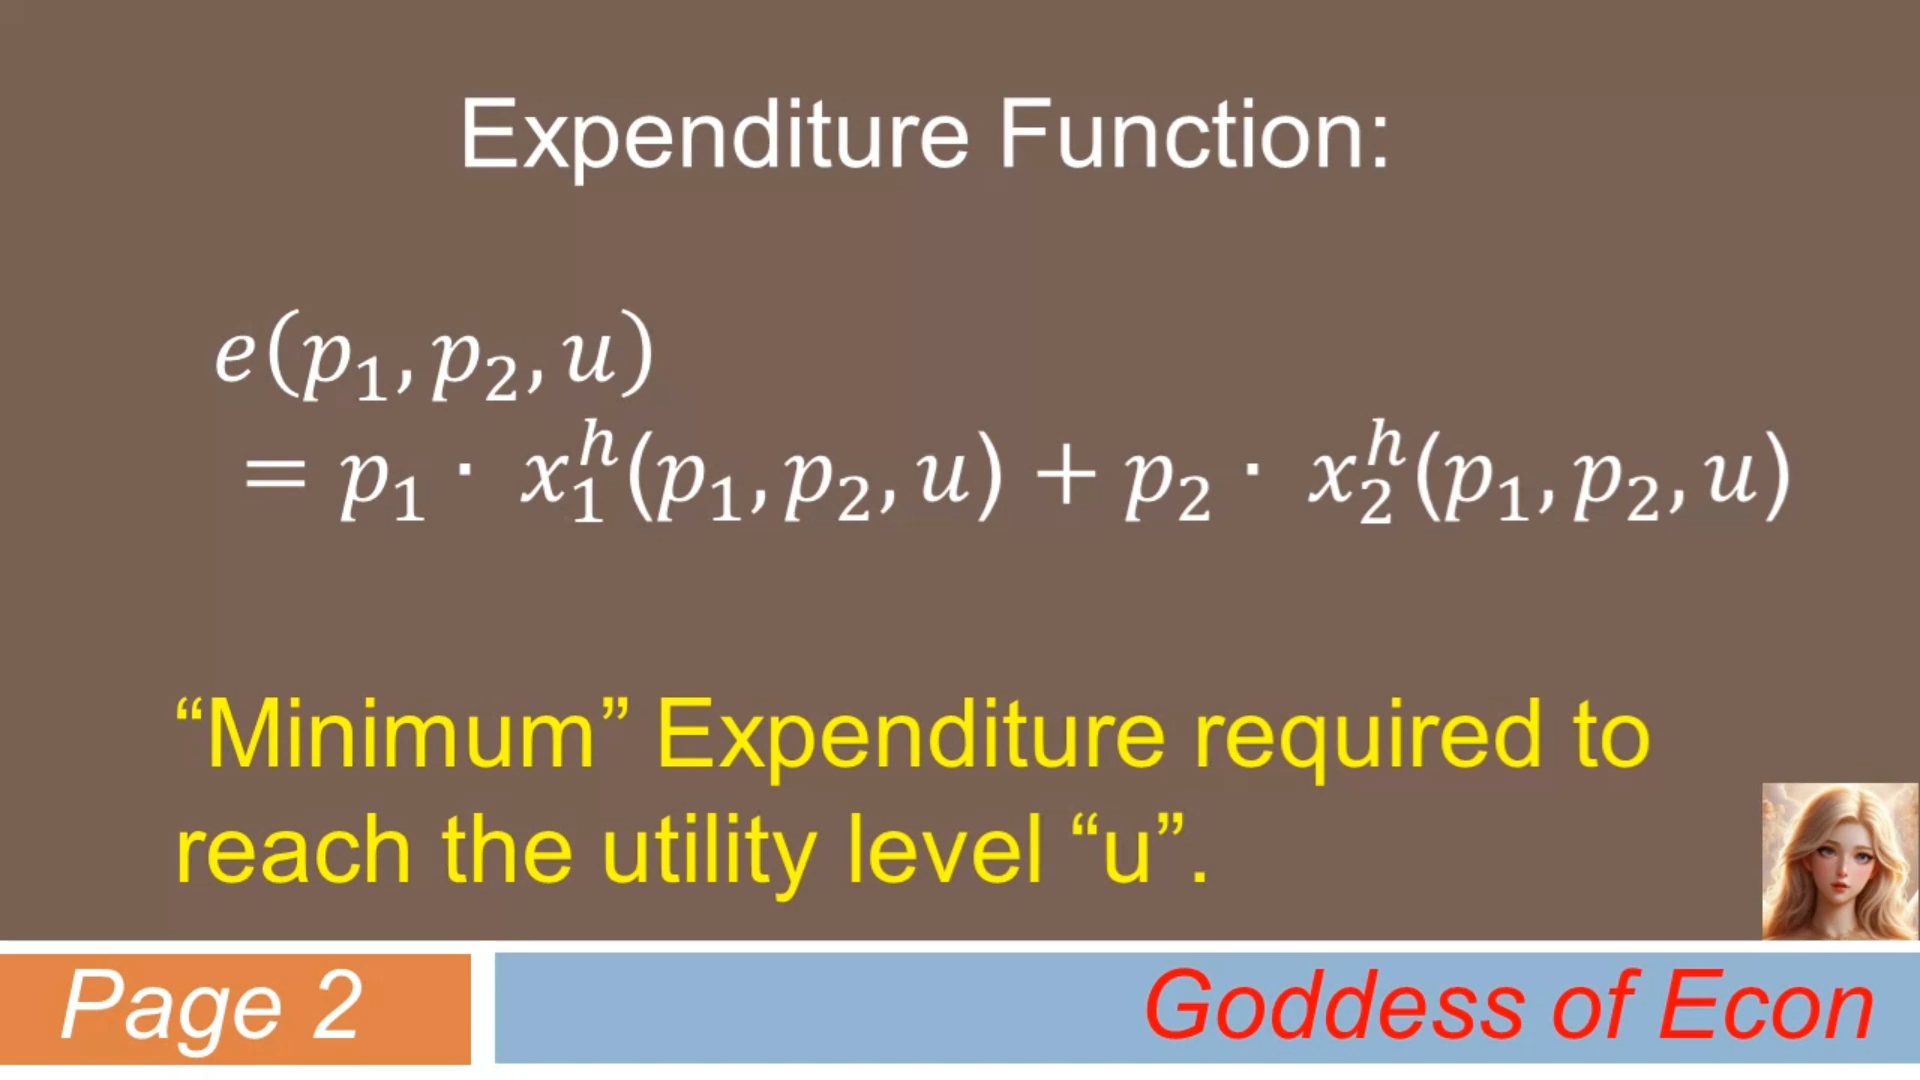 Expenditure Function:
e(p₁, p₂, u)
= p₁ · x₁ʰ(p₁, p₂, u) + p₂ · x₂ʰ(p₁, p₂, u)
“Minimum” Expenditure required to
reach the utility level “u”.
Page 2
Goddess of Econ